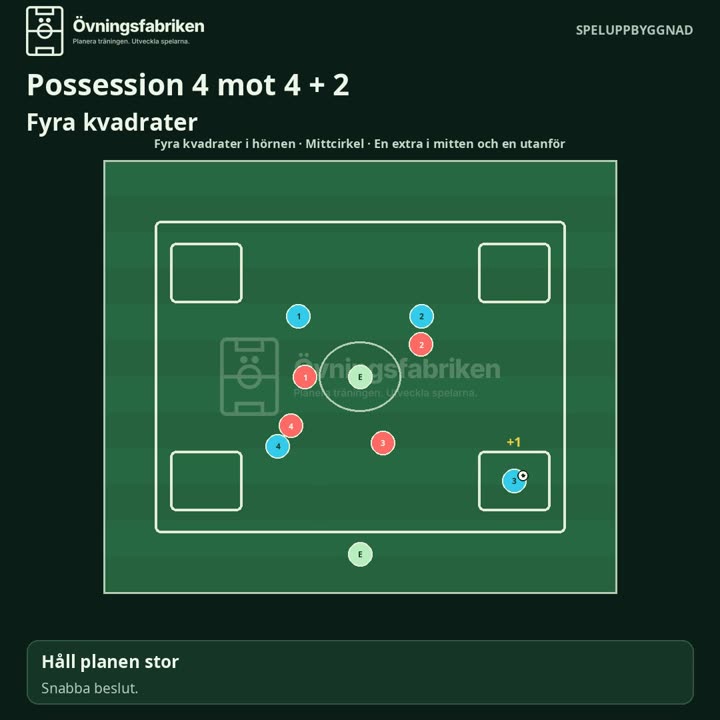 Övningsfabriken
Planera träningen. Utveckla spelarna.
SPELUPPBYGGNAD
Possession 4 mot 4 + 2
Fyra kvadrater
Fyra kvadrater i hörnen · Mittcirkel · En extra i mitten och en utanför
1
2
2
Övningsfabriken
1
E
Planera träningen. Utveckla spelarna.
4
4
3
+1
3
E
Håll planen stor
Snabba beslut.